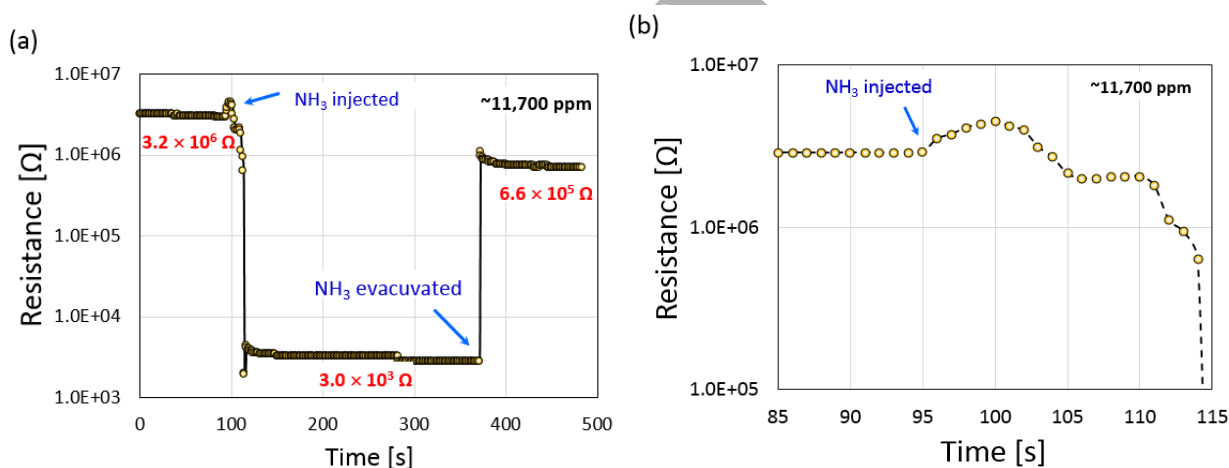 (a)
1.0E+07
1.0E+06
1.0E+05
1.0E+04
1.0E+03
Resistance [Ω]
NH₃ injected
~11,700 ppm
3.2 × 10⁶ Ω
6.6 × 10⁵ Ω
NH₃ evacuvated
3.0 × 10³ Ω
0 100 200 300 400 500
Time [s]
(b)
1.0E+07
1.0E+06
1.0E+05
Resistance [Ω]
NH₃ injected
~11,700 ppm
85 90 95 100 105 110 115
Time [s]